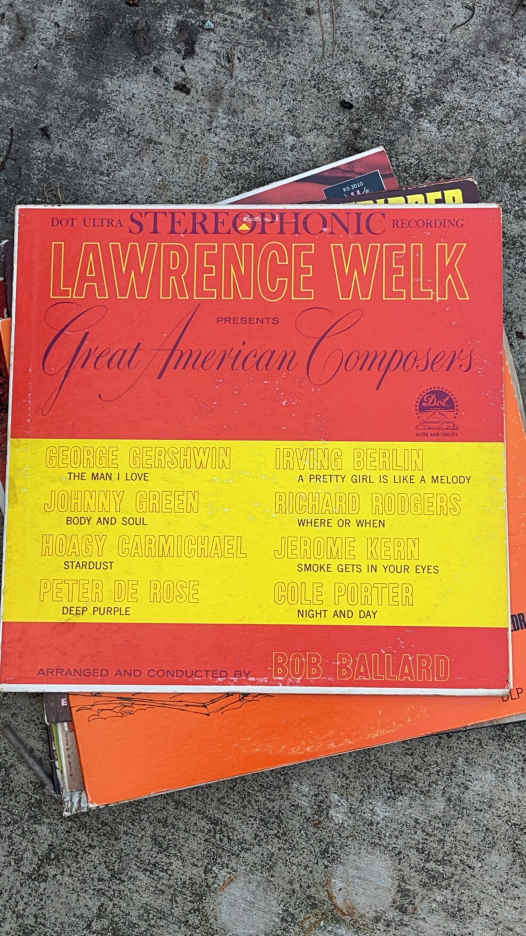 DOT ULTRA STEREOPHONIC RECORDING
LAWRENCE WELK
PRESENTS
Great American Composers
Dot
GEORGE GERSHWIN
THE MAN I LOVE
JOHNNY GREEN
BODY AND SOUL
HOAGY CARMICHAEL
STARDUST
PETER DE ROSE
DEEP PURPLE
IRVING BERLIN
A PRETTY GIRL IS LIKE A MELODY
RICHARD RODGERS
WHERE OR WHEN
JEROME KERN
SMOKE GETS IN YOUR EYES
COLE PORTER
NIGHT AND DAY
ARRANGED AND CONDUCTED BY BOB BALLARD
DLP